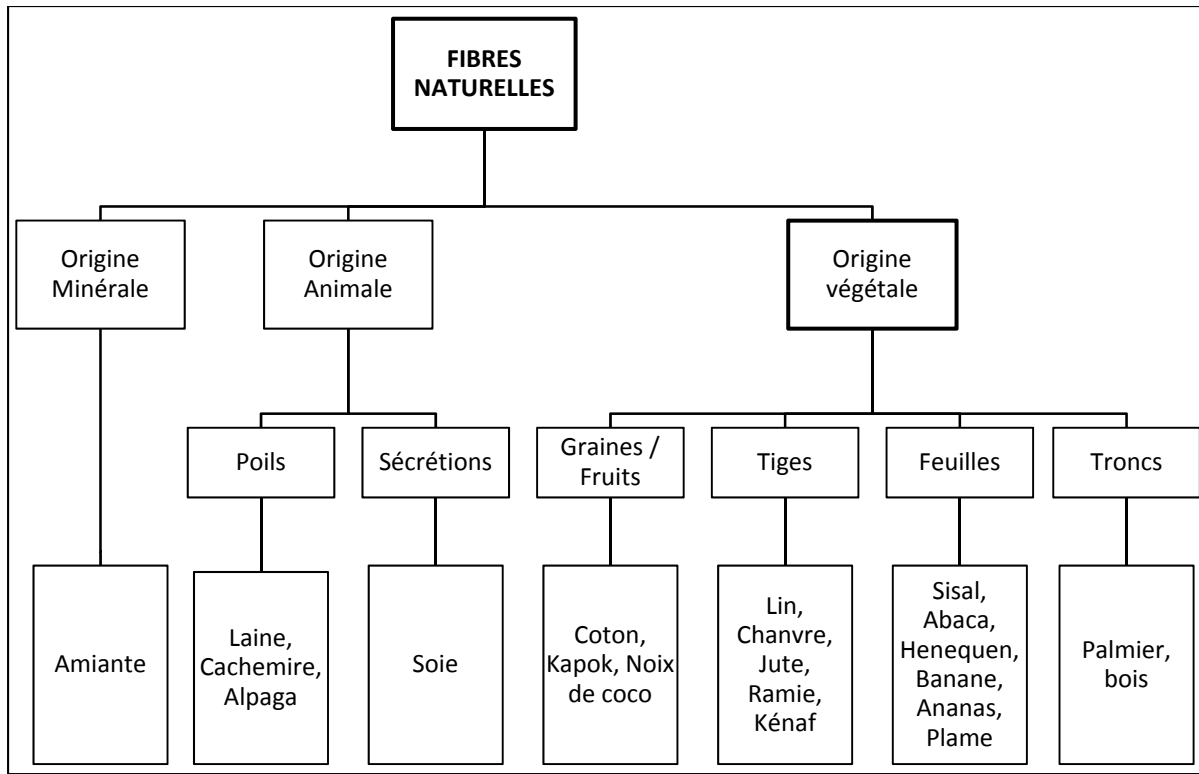 FIBRES
NATURELLES
Origine
Minérale
Origine
Animale
Origine
végétale
Poils
Sécrétions
Graines /
Fruits
Tiges
Feuilles
Troncs
Amiante
Laine,
Cachemire,
Alpaga
Soie
Coton,
Kapok, Noix
de coco
Lin,
Chanvre,
Jute,
Ramie,
Kénaf
Sisal,
Abaca,
Henequen,
Banane,
Ananas,
Plame
Palmier,
bois